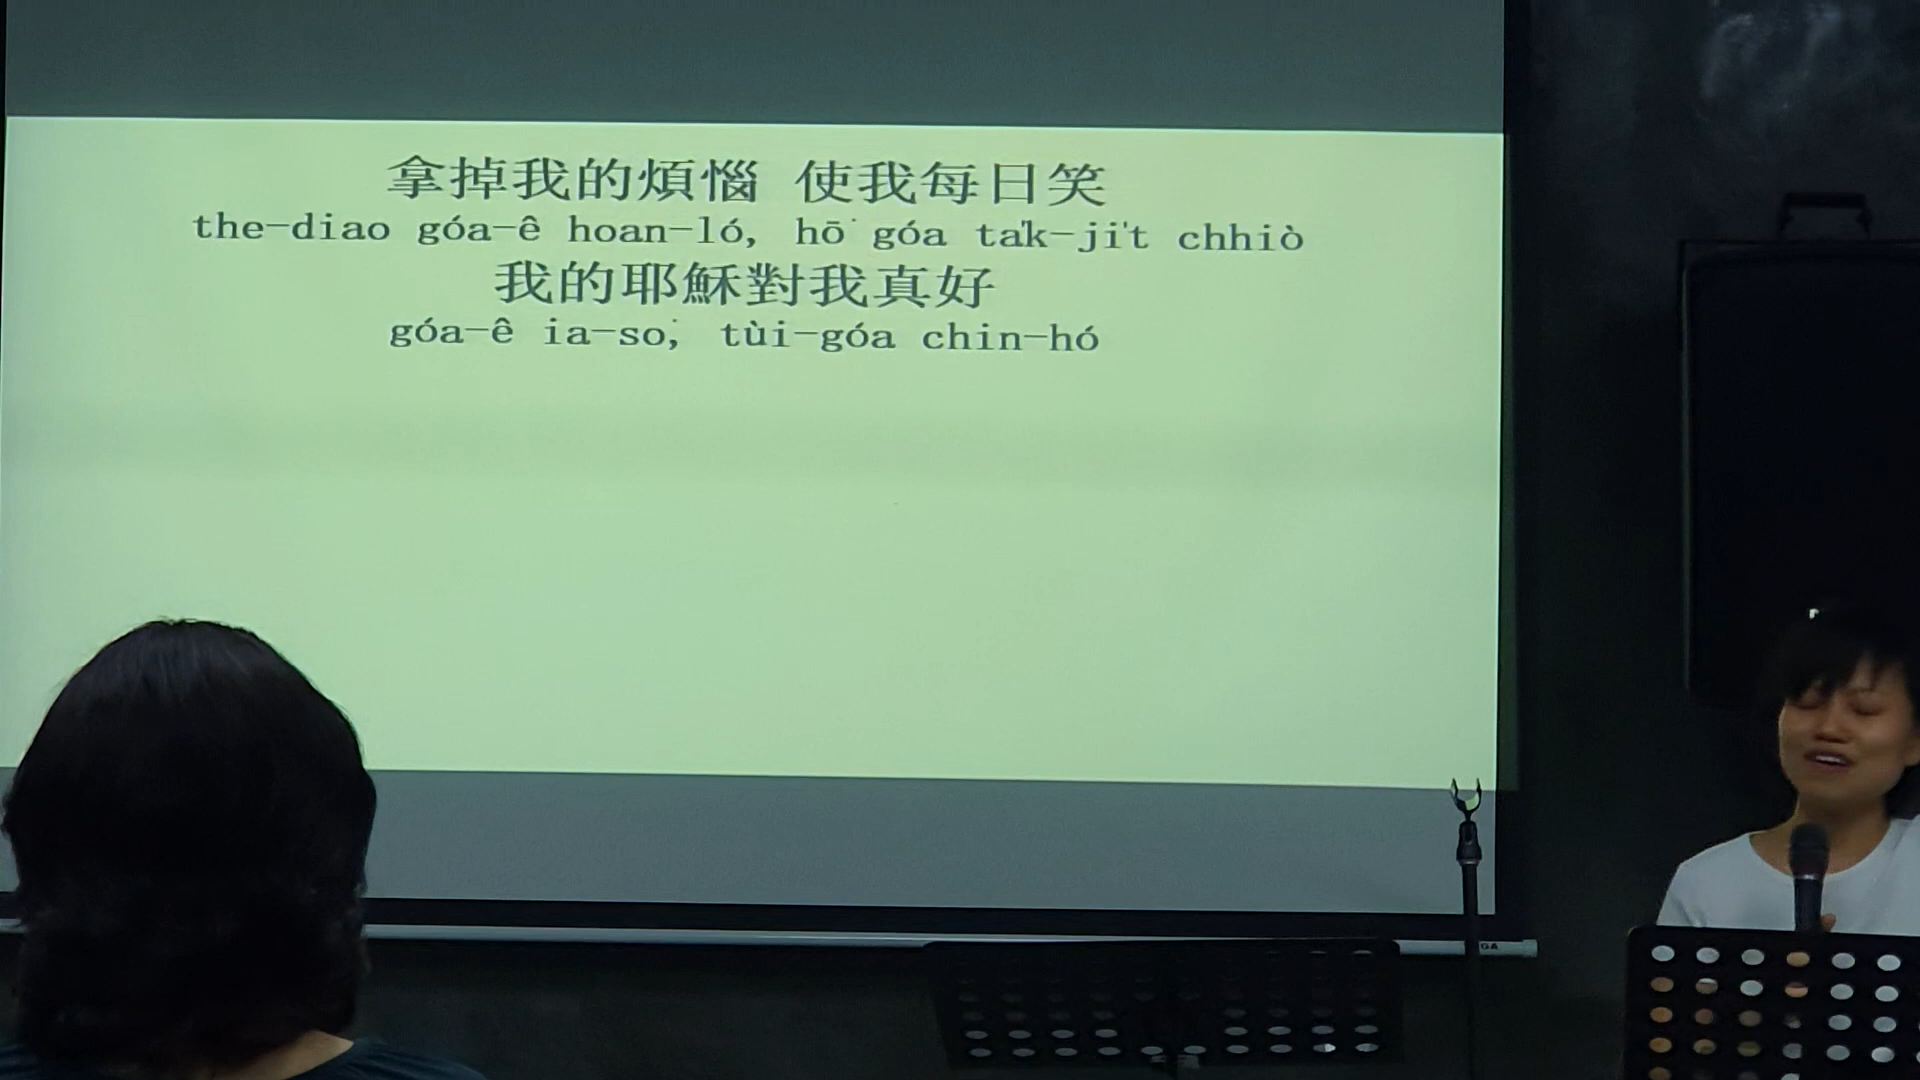 拿掉我的煩惱 使我每日笑
the-diao góa-ê hoan-ló, hō͘ góa ta̍k-ji̍t chhiò
我的耶穌對我真好
góa-ê ia-so͘, tùi-góa chin-hó